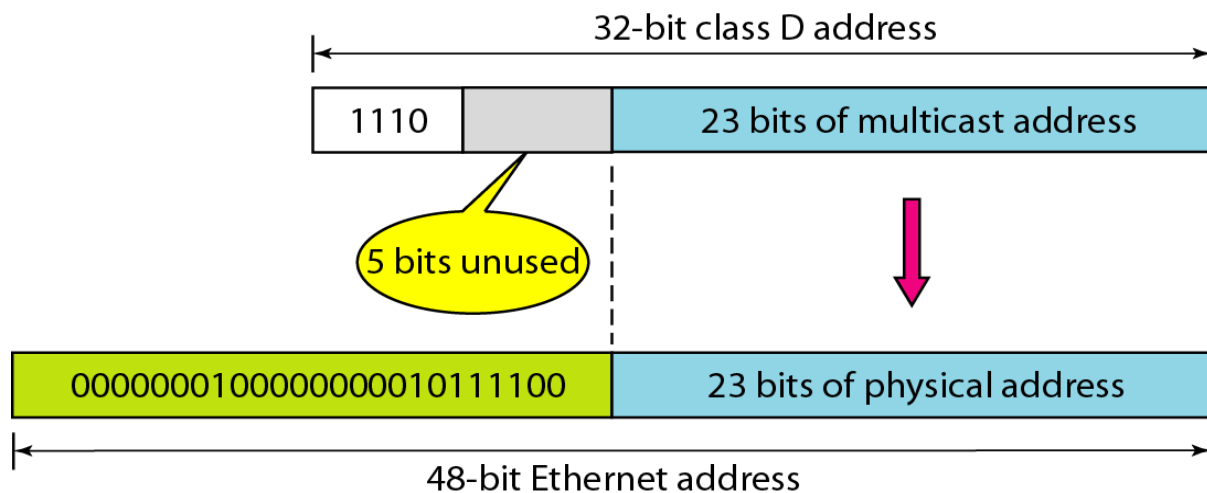 32-bit class D address
1110
23 bits of multicast address
5 bits unused
0000000100000000010111100
23 bits of physical address
48-bit Ethernet address